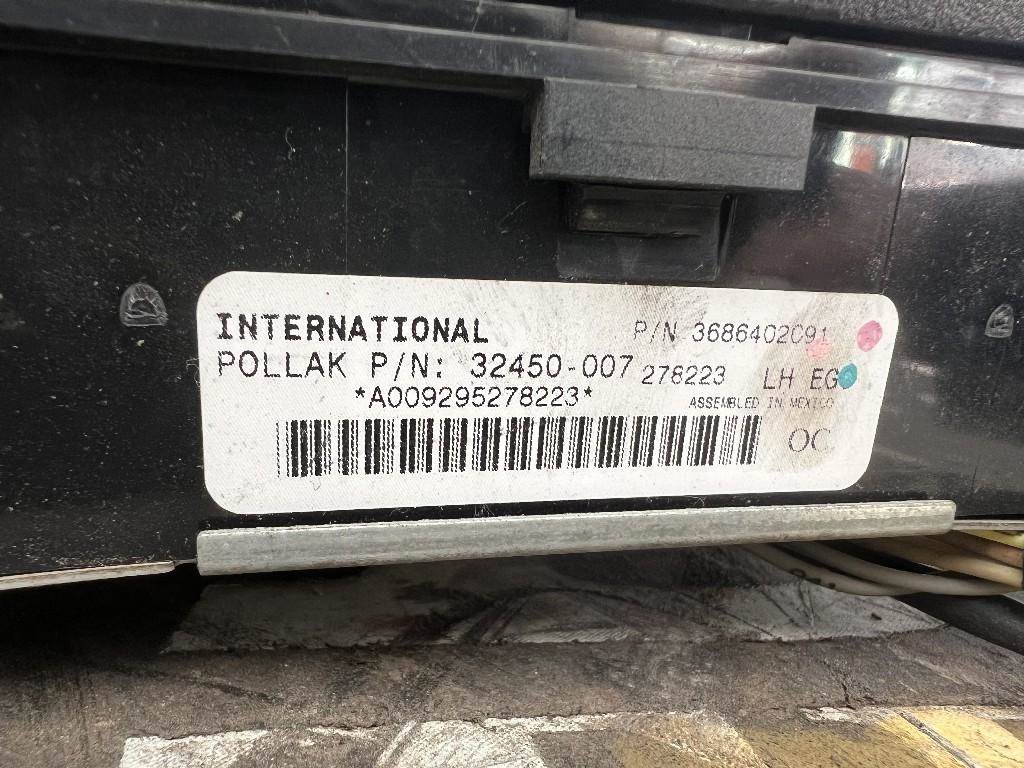 INTERNATIONAL P/N 3686402C91
POLLAK P/N: 32450-007 278223 LH EG
*A009295278223* ASSEMBLED IN MEXICO
OC